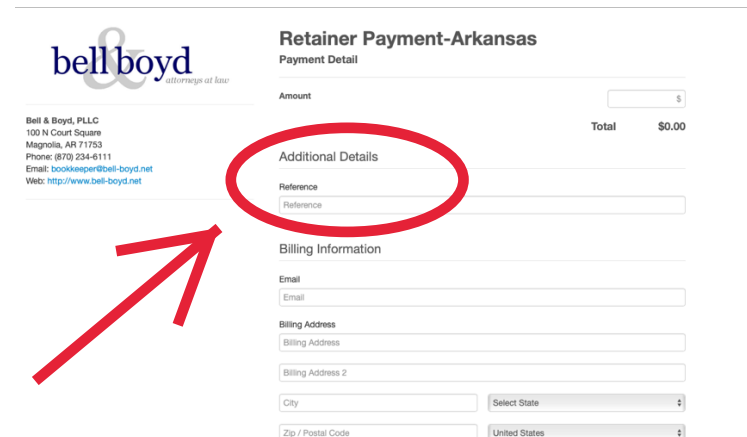 bell&boyd
attorneys at law
Bell & Boyd, PLLC
100 N Court Square
Magnolia, AR 71753
Phone: (870) 234-6111
Email: bookkeeper@bell-boyd.net
Web: http://www.bell-boyd.net
Retainer Payment-Arkansas
Payment Detail
Amount
$
Total $0.00
Additional Details
Reference
Reference
Billing Information
Email
Email
Billing Address
Billing Address
Billing Address 2
City Select State
Zip / Postal Code United States